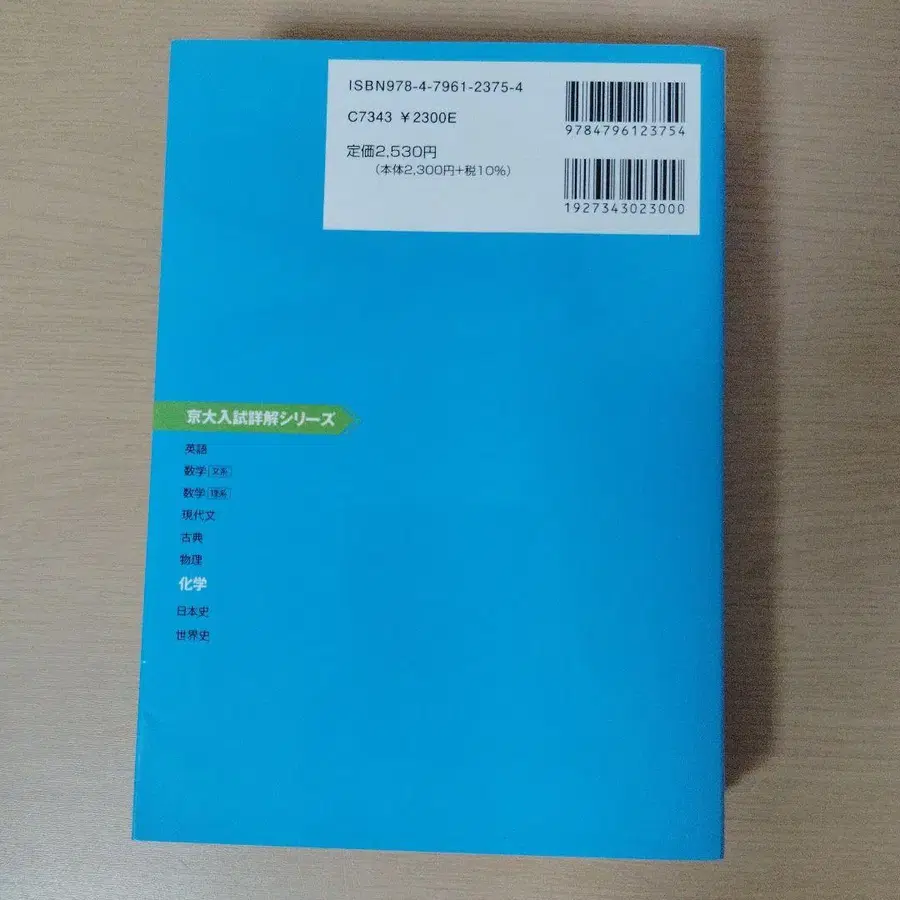 ISBN978-4-7961-2375-4
C7343 ¥2300E
定価2,530円
(本体2,300円+税10%)
9784796123754
1927343023000
京大入試詳解シリーズ
英語
数学 文系
数学 理系
現代文
古典
物理
化学
日本史
世界史